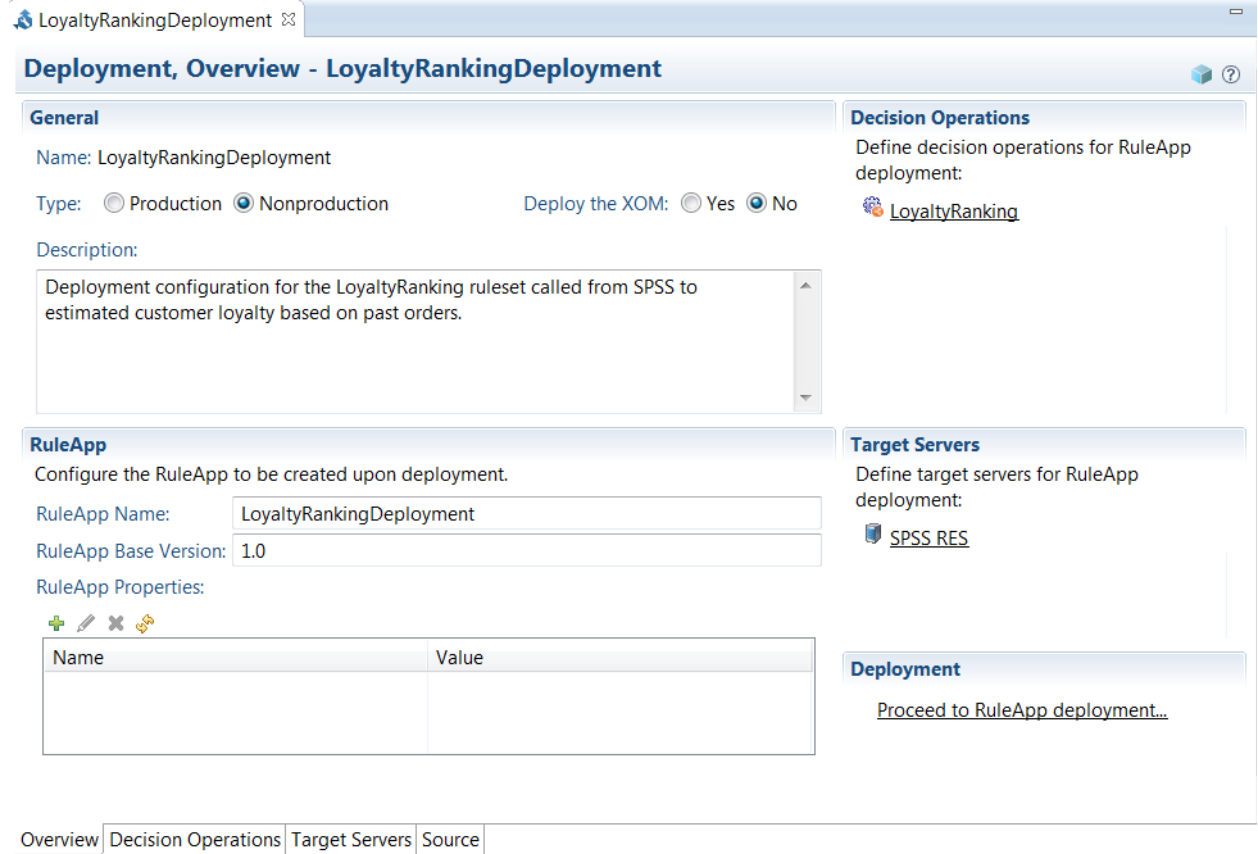 LoyaltyRankingDeployment
Deployment, Overview - LoyaltyRankingDeployment
General
Name: LoyaltyRankingDeployment
Type: Production Nonproduction Deploy the XOM: Yes No
Description:
Deployment configuration for the LoyaltyRanking ruleset called from SPSS to
estimated customer loyalty based on past orders.
Decision Operations
Define decision operations for RuleApp
deployment:
LoyaltyRanking
RuleApp
Configure the RuleApp to be created upon deployment.
RuleApp Name: LoyaltyRankingDeployment
RuleApp Base Version: 1.0
RuleApp Properties:
Name Value
Target Servers
Define target servers for RuleApp
deployment:
SPSS RES
Deployment
Proceed to RuleApp deployment...
Overview Decision Operations Target Servers Source